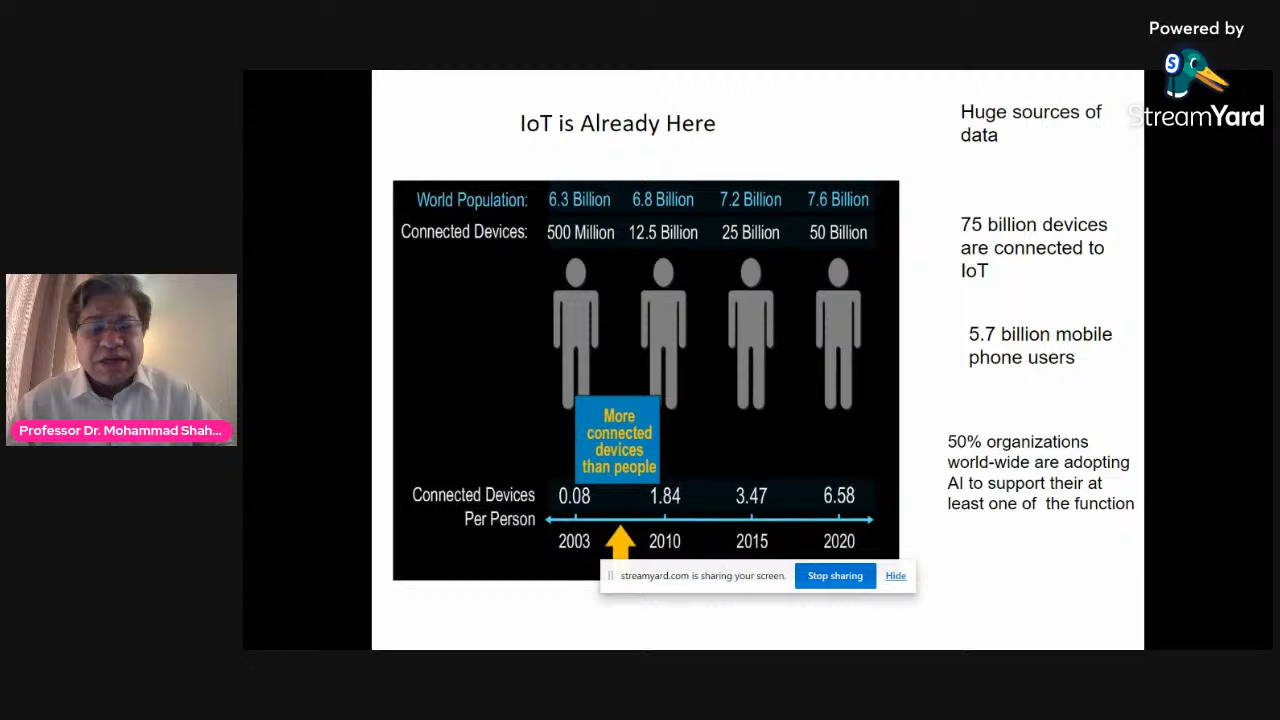 Powered by
StreamYard
IoT is Already Here
Huge sources of
data
World Population: 6.3 Billion 6.8 Billion 7.2 Billion 7.6 Billion
Connected Devices: 500 Million 12.5 Billion 25 Billion 50 Billion
75 billion devices
are connected to
IoT
5.7 billion mobile
phone users
More
connected
devices
than people
Professor Dr. Mohammad Shah...
50% organizations
world-wide are adopting
AI to support their at
least one of the function
Connected Devices
Per Person
0.08 1.84 3.47 6.58
2003 2010 2015 2020
streamyard.com is sharing your screen. Stop sharing Hide